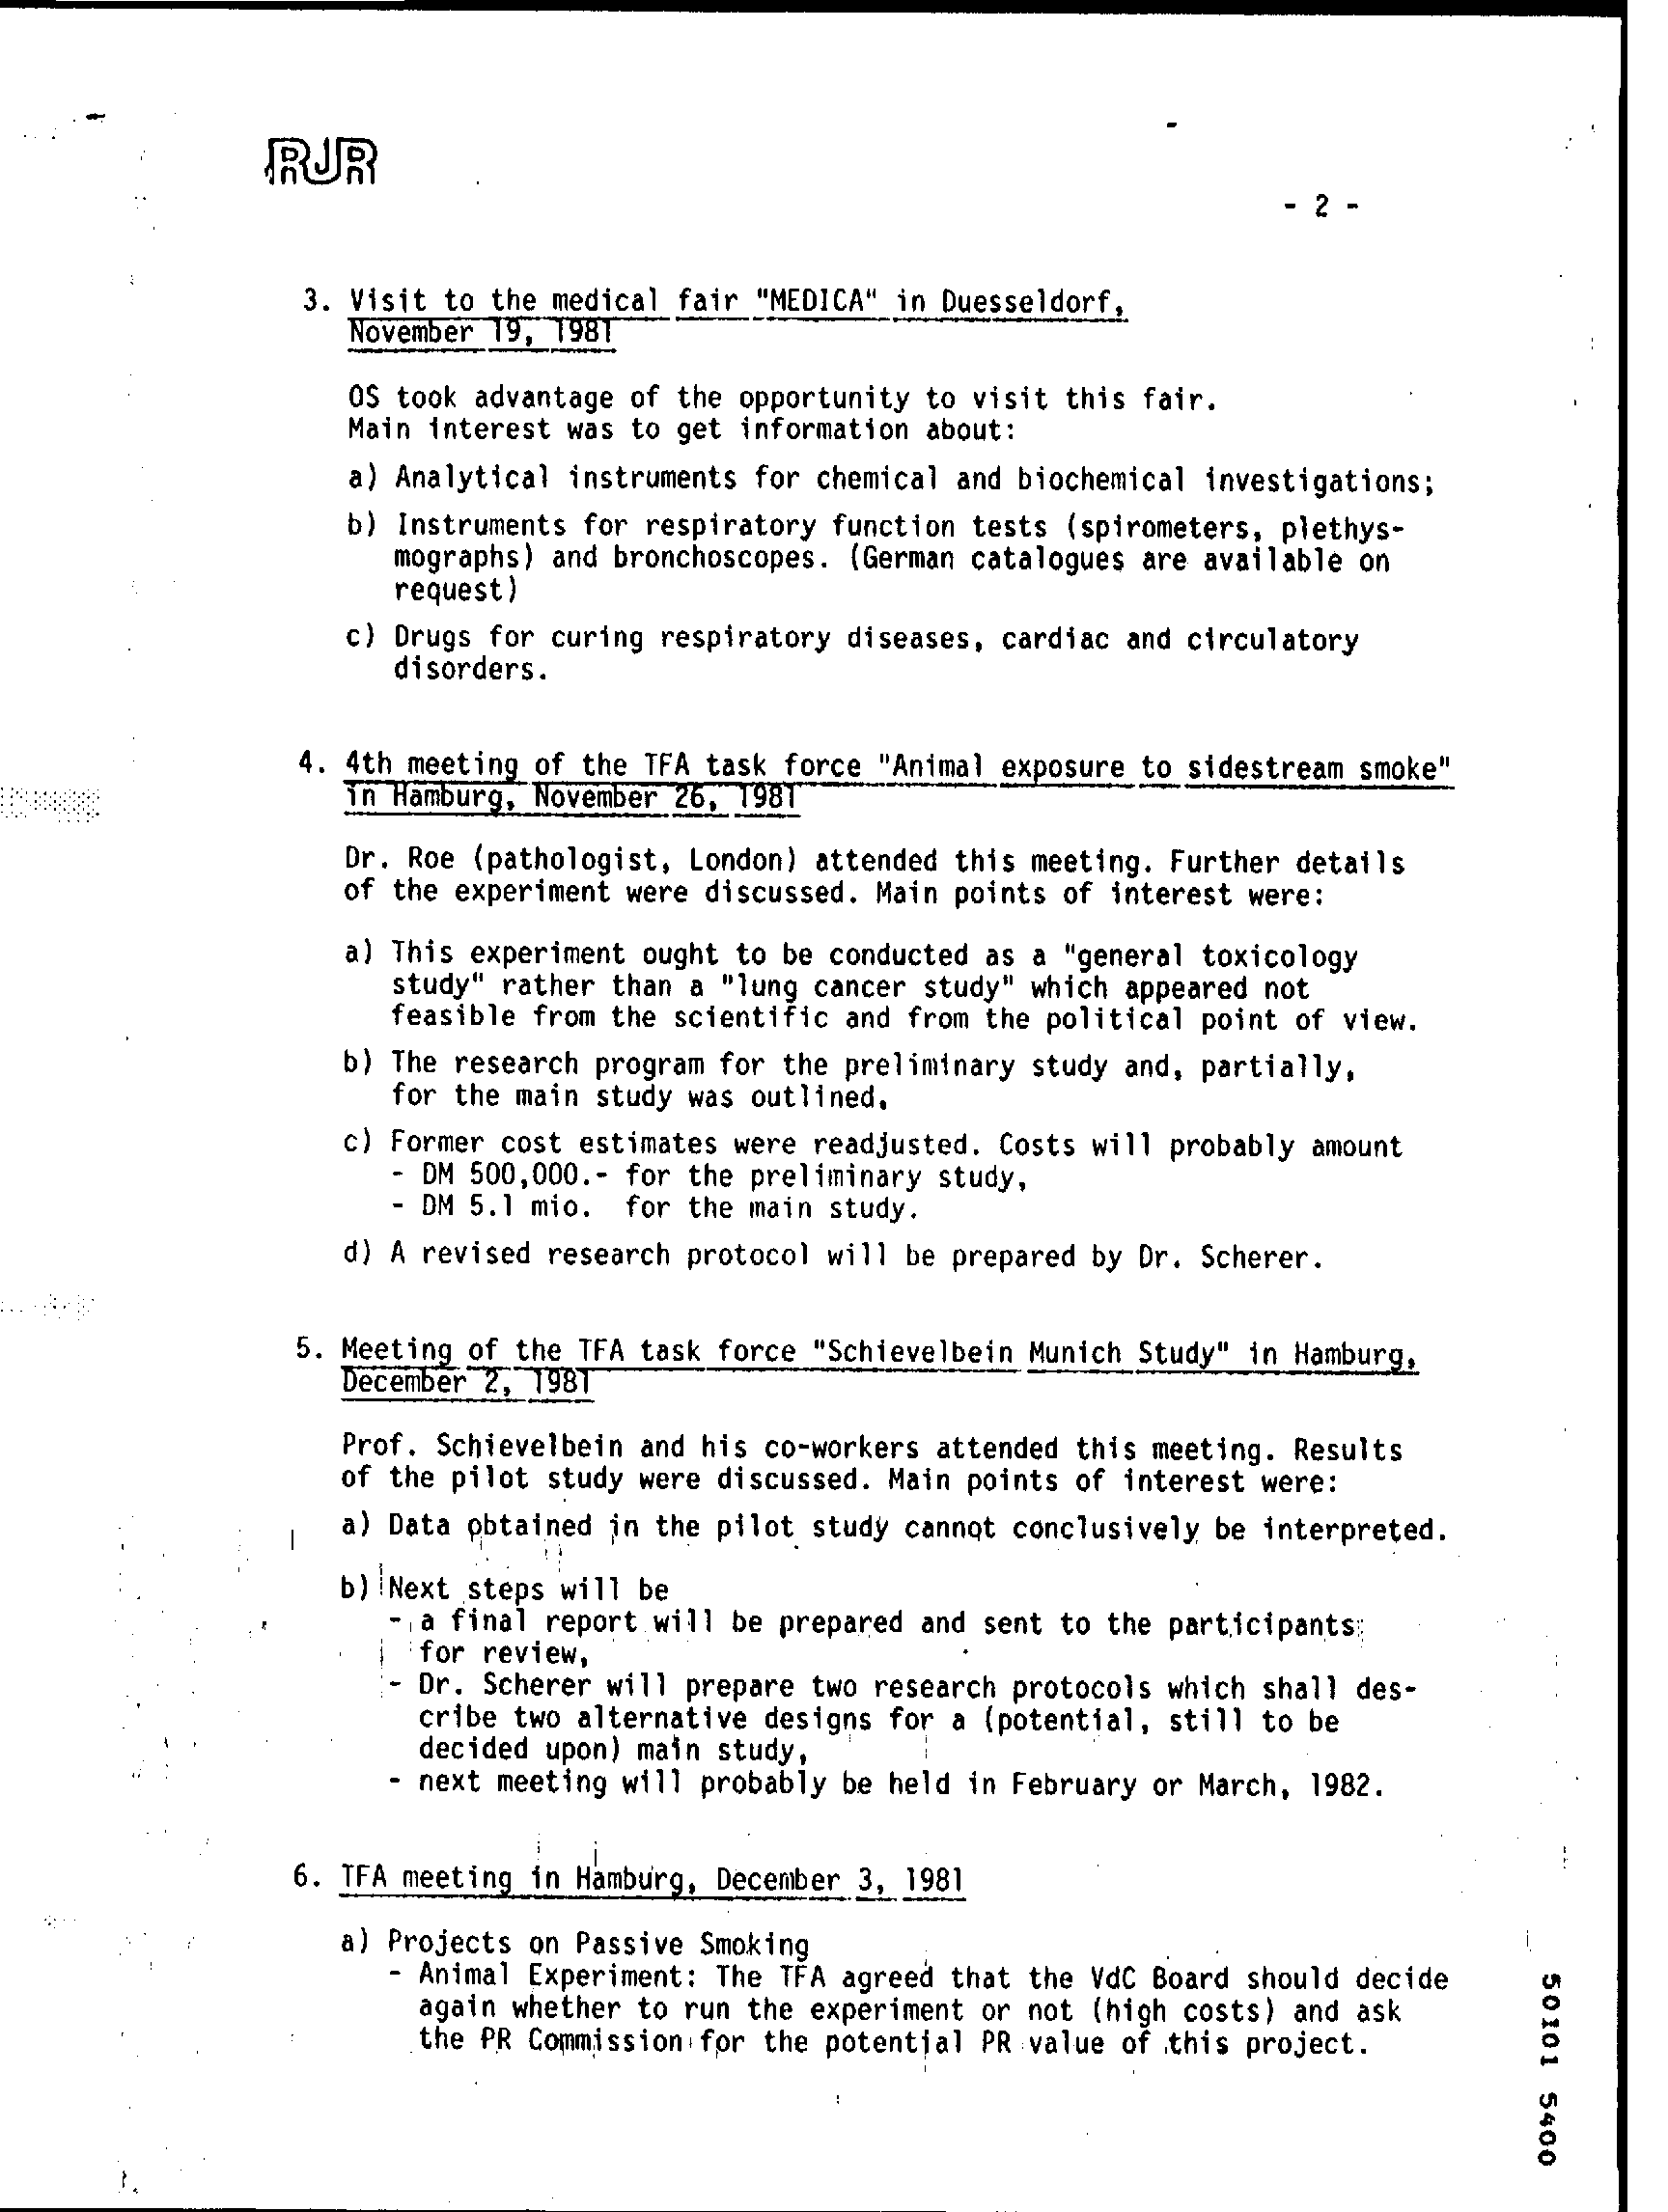 RJR
- 2 -
3. Visit to the medical fair "MEDICA" in Duesseldorf,
November 19, 1981
OS took advantage of the opportunity to visit this fair.
Main interest was to get information about:
a) Analytical instruments for chemical and biochemical investigations;
b) Instruments for respiratory function tests (spirometers, plethys-
mographs) and bronchoscopes. (German catalogues are available on
request)
c) Drugs for curing respiratory diseases, cardiac and circulatory
disorders.
4. 4th meeting of the TFA task force "Animal exposure to sidestream smoke"
in Hamburg, November 26, 1981
Dr. Roe (pathologist, London) attended this meeting. Further details
of the experiment were discussed. Main points of interest were:
a) This experiment ought to be conducted as a "general toxicology
study" rather than a "lung cancer study" which appeared not
feasible from the scientific and from the political point of view.
b) The research program for the preliminary study and, partially,
for the main study was outlined.
c) Former cost estimates were readjusted. Costs will probably amount
- DM 500,000.- for the preliminary study,
- DM 5.1 mio. for the main study.
d) A revised research protocol will be prepared by Dr. Scherer.
5. Meeting of the TFA task force "Schievelbein Munich Study" in Hamburg,
December 2, 1981
Prof. Schievelbein and his co-workers attended this meeting. Results
of the pilot study were discussed. Main points of interest were:
a) Data obtained in the pilot study cannot conclusively be interpreted.
b) Next steps will be
- a final report will be prepared and sent to the participants
for review,
- Dr. Scherer will prepare two research protocols which shall des-
cribe two alternative designs for a (potential, still to be
decided upon) main study,
- next meeting will probably be held in February or March, 1982.
6. TFA meeting in Hamburg, December 3, 1981
a) Projects on Passive Smoking
- Animal Experiment: The TFA agreed that the VdC Board should decide
again whether to run the experiment or not (high costs) and ask
the PR Commission for the potential PR value of this project.
50101 5400